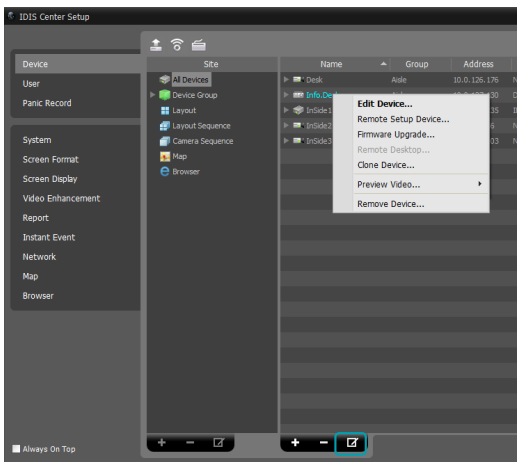 IDIS Center Setup
Device
User
Panic Record
System
Screen Format
Screen Display
Video Enhancement
Report
Instant Event
Network
Map
Browser
Always On Top
Site
All Devices
Device Group
Layout
Layout Sequence
Camera Sequence
Map
Browser
Name Group Address
Desk Aisle 10.0.126.176
Info.De
InSide1
InSide2
InSide3
Edit Device...
Remote Setup Device...
Firmware Upgrade...
Remote Desktop...
Clone Device...
Preview Video...
Remove Device...